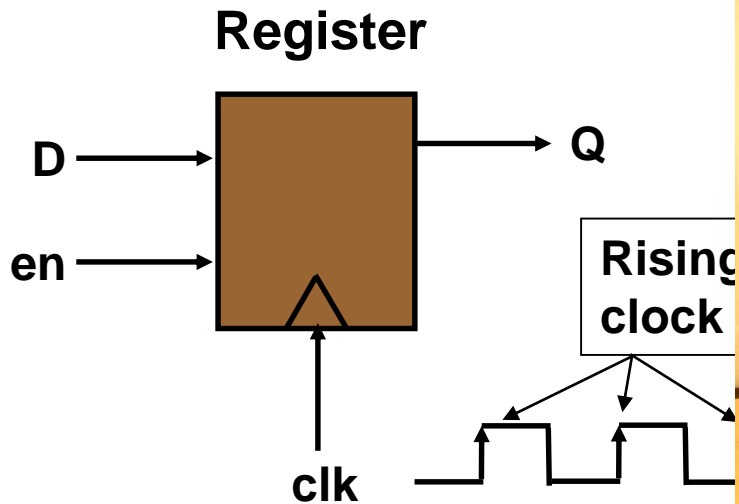 Register
D
Q
en
Rising
clock
clk